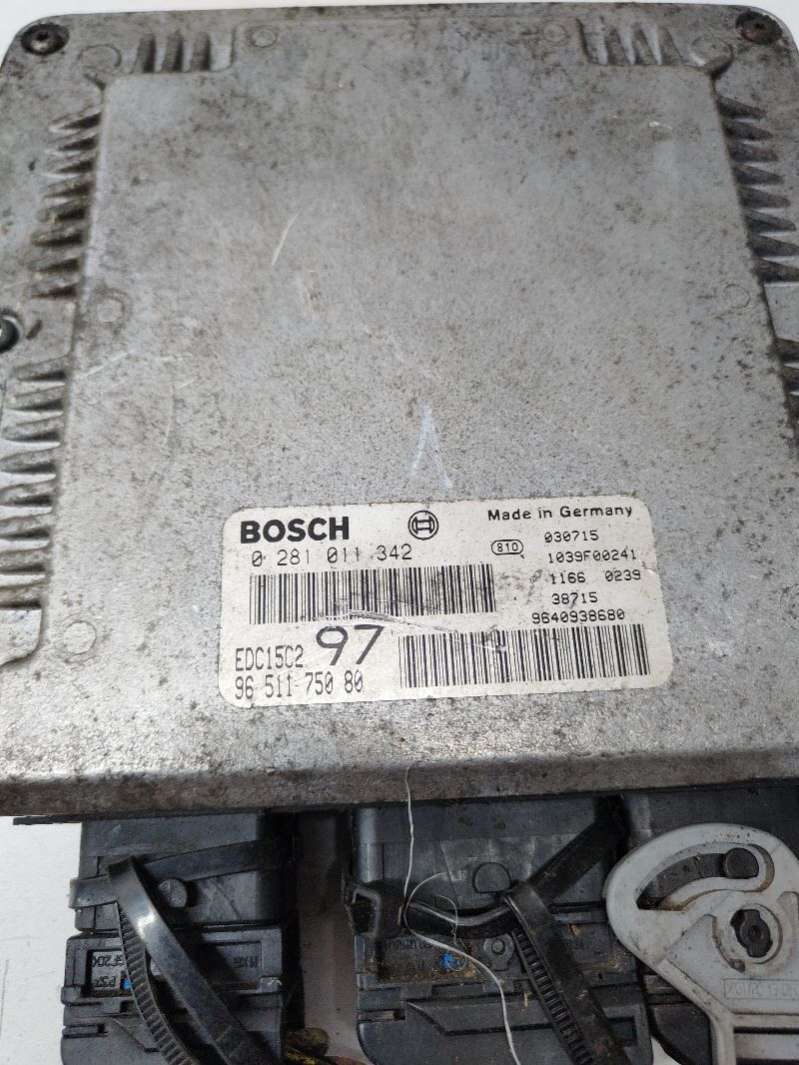 BOSCH
Made in Germany
0 281 011 342
810
030715
1039F00241
1166 0239
38715
9640938680
EDC15C2
97
96 511 750 80